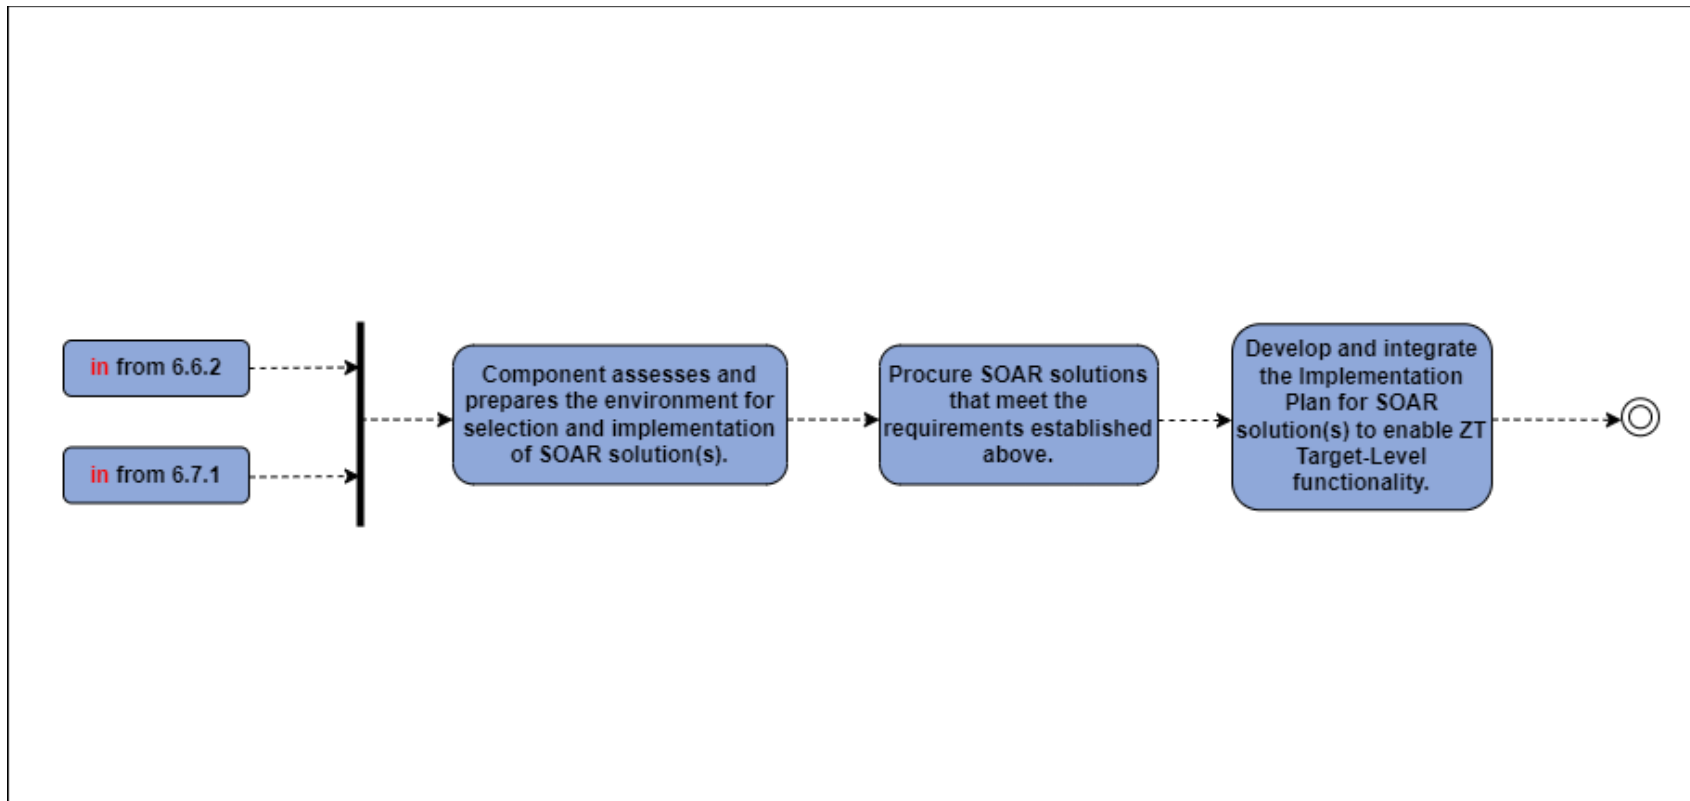 in from 6.6.2
in from 6.7.1
Component assesses and
prepares the environment for
selection and implementation
of SOAR solution(s).
Procure SOAR solutions
that meet the
requirements established
above.
Develop and integrate
the Implementation
Plan for SOAR
solution(s) to enable ZT
Target-Level
functionality.